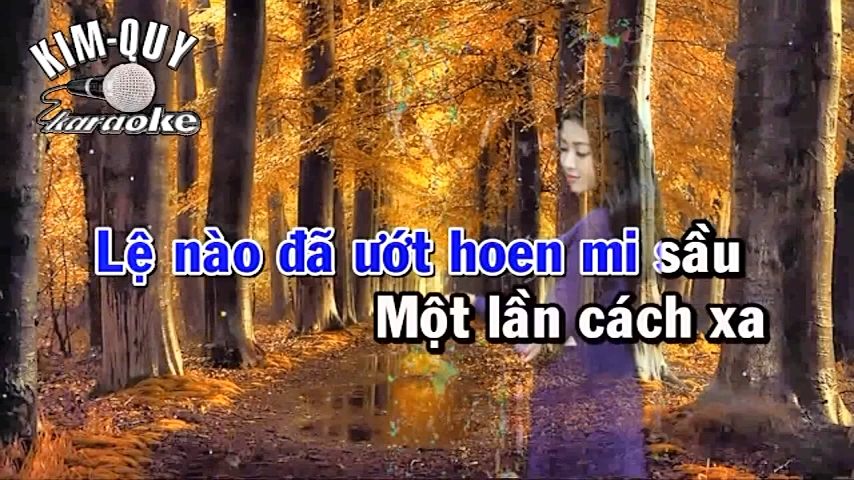 KIM-QUY
karaoke
Lệ nào đã ướt hoen mi sầu
Một lần cách xa